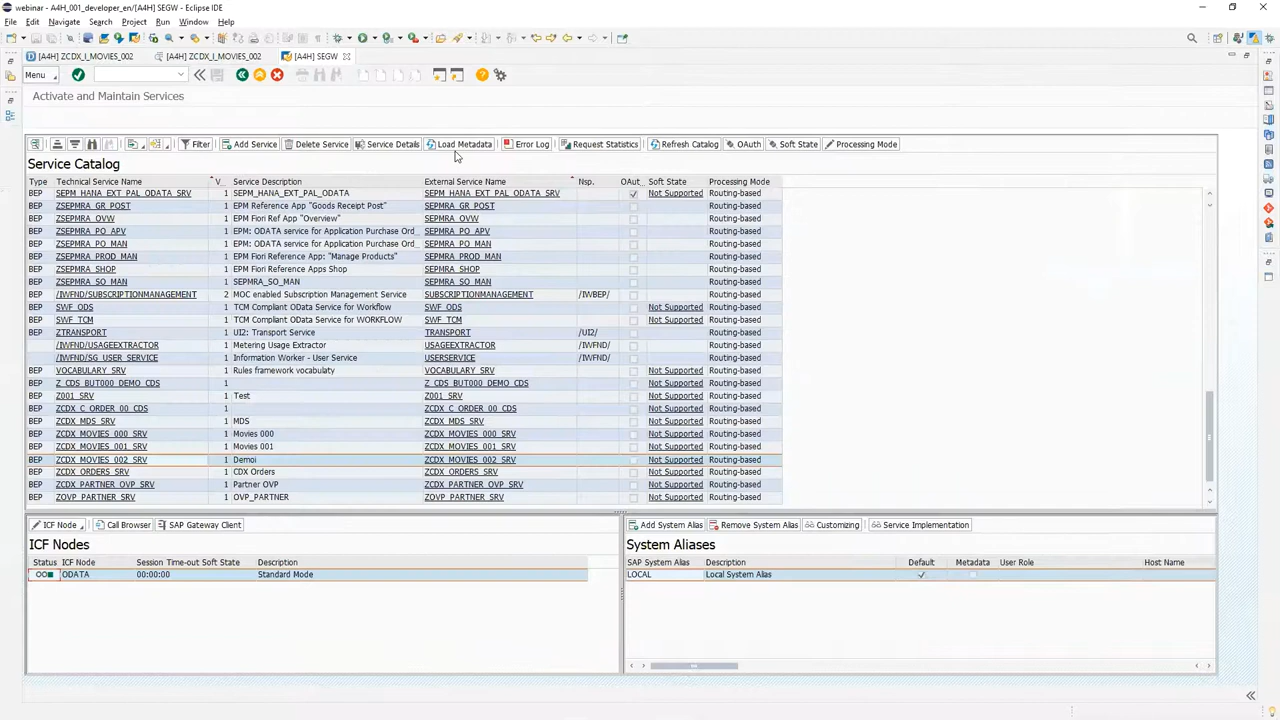 webinar - A4H_001_developer_en/[A4H] SEGW - Eclipse IDE
File Edit Navigate Search Project Run Window Help
[A4H] ZCDX_I_MOVIES_002 [A4H] ZCDX_I_MOVIES_002 [A4H] SEGW
Menu
Activate and Maintain Services
Filter Add Service Delete Service Service Details Load Metadata Error Log Request Statistics Refresh Catalog OAuth Soft State Processing Mode
Service Catalog
Type Technical Service Name V... Service Description External Service Name Nsp. OAut... Soft State Processing Mode
BEP SEPM_HANA_EXT_PAL_ODATA_SRV 1 SEPM_HANA_EXT_PAL_ODATA SEPM_HANA_EXT_PAL_ODATA_SRV Not Supported Routing-based
BEP ZSEPMRA_GR_POST 1 EPM Reference App "Goods Receipt Post" SEPMRA_GR_POST Routing-based
BEP ZSEPMRA_OVW 1 EPM Fiori Ref App "Overview" SEPMRA_OVW Routing-based
BEP ZSEPMRA_PO_APV 1 EPM: ODATA service for Application Purchase Ord... SEPMRA_PO_APV Routing-based
BEP ZSEPMRA_PO_MAN 1 EPM: ODATA service for Application Purchase Ord... SEPMRA_PO_MAN Routing-based
BEP ZSEPMRA_PROD_MAN 1 EPM Fiori Reference App: "Manage Products" SEPMRA_PROD_MAN Routing-based
BEP ZSEPMRA_SHOP 1 EPM Fiori Reference Apps Shop SEPMRA_SHOP Routing-based
BEP ZSEPMRA_SO_MAN 1 SEPMRA_SO_MAN SEPMRA_SO_MAN Routing-based
BEP /IWFND/SUBSCRIPTIONMANAGEMENT 2 MOC enabled Subscription Management Service SUBSCRIPTIONMANAGEMENT /IWBEP/ Routing-based
BEP SWF_ODS 1 TCM Compliant OData Service for Workflow SWF_ODS Not Supported Routing-based
BEP SWF_TCM 1 TCM Compliant OData Service for WORKFLOW SWF_TCM Not Supported Routing-based
BEP ZTRANSPORT 1 UI2: Transport Service TRANSPORT /UI2/ Routing-based
/IWFND/USAGEEXTRACTOR 1 Metering Usage Extractor USAGEEXTRACTOR /IWFND/ Routing-based
/IWFND/SG_USER_SERVICE 1 Information Worker - User Service USERSERVICE /IWFND/ Routing-based
BEP VOCABULARY_SRV 1 Rules framework vocabulaty VOCABULARY_SRV Not Supported Routing-based
BEP Z_CDS_BUT000_DEMO_CDS 1 Z_CDS_BUT000_DEMO_CDS Not Supported Routing-based
BEP Z001_SRV 1 Test Z001_SRV Not Supported Routing-based
BEP ZCDX_C_ORDER_00_CDS 1 ZCDX_C_ORDER_00_CDS Not Supported Routing-based
BEP ZCDX_MDS_SRV 1 MDS ZCDX_MDS_SRV Not Supported Routing-based
BEP ZCDX_MOVIES_000_SRV 1 Movies 000 ZCDX_MOVIES_000_SRV Not Supported Routing-based
BEP ZCDX_MOVIES_001_SRV 1 Movies 001 ZCDX_MOVIES_001_SRV Not Supported Routing-based
BEP ZCDX_MOVIES_002_SRV 1 Demoi ZCDX_MOVIES_002_SRV Not Supported Routing-based
BEP ZCDX_ORDERS_SRV 1 CDX Orders ZCDX_ORDERS_SRV Not Supported Routing-based
BEP ZCDX_PARTNER_OVP_SRV 1 Partner OVP ZCDX_PARTNER_OVP_SRV Not Supported Routing-based
BEP ZOVP_PARTNER_SRV 1 OVP_PARTNER ZOVP_PARTNER_SRV Not Supported Routing-based
ICF Node Call Browser SAP Gateway Client Add System Alias Remove System Alias Customizing Service Implementation
ICF Nodes System Aliases
Status ICF Node Session Time-out Soft State Description SAP System Alias Description Default Metadata User Role Host Name
ODATA 00:00:00 Standard Mode LOCAL Local System Alias